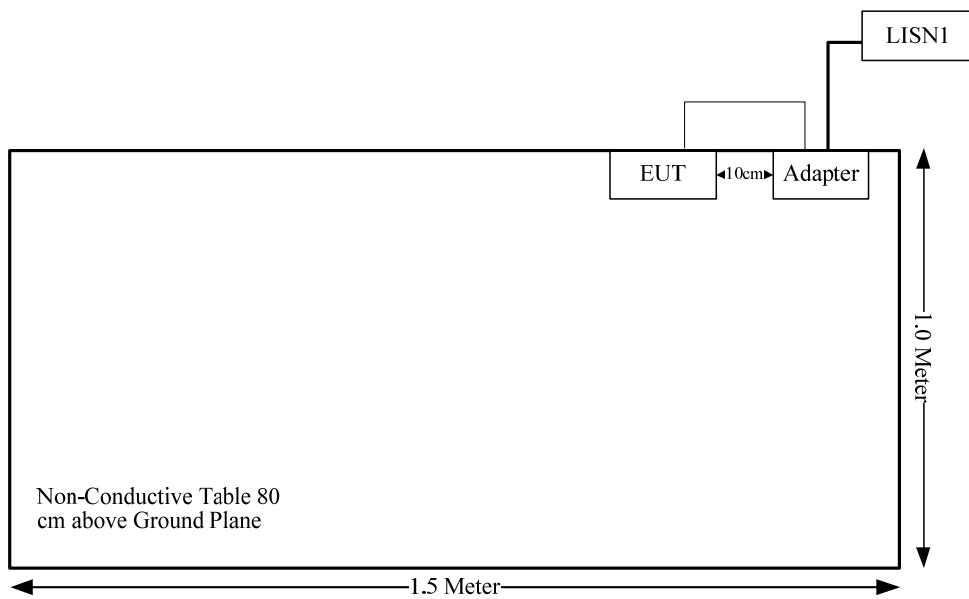 LISN1
EUT
10cm
Adapter
1.0 Meter
Non-Conductive Table 80
cm above Ground Plane
1.5 Meter